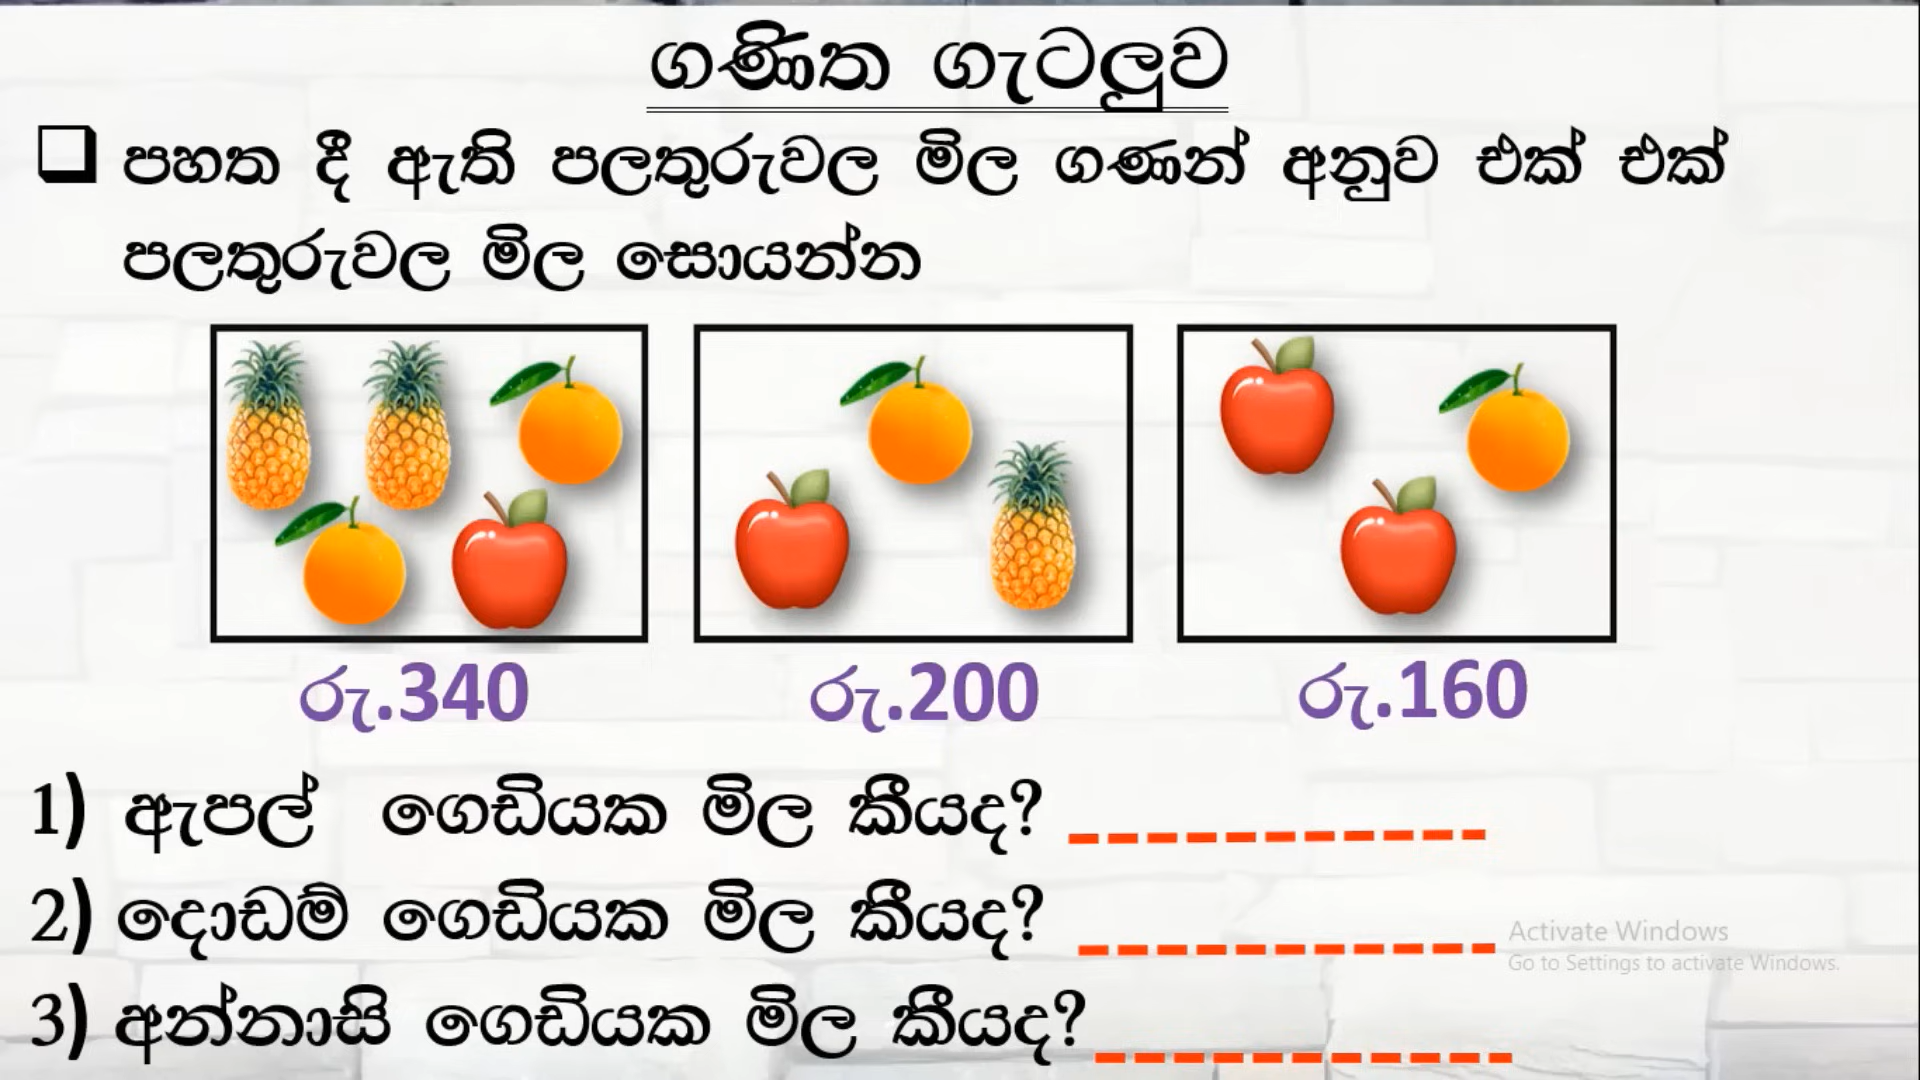 ගණිත ගැටලුව
පහත දී ඇති පලතුරුවල මිල ගණන් අනුව එක් එක්
පලතුරුවල මිල සොයන්න
රු.340 රු.200 රු.160
1) ඇපල් ගෙඩියක මිල කීයද?
2) දොඩම් ගෙඩියක මිල කීයද?
Activate Windows
Go to Settings to activate Windows.
3) අන්නාසි ගෙඩියක මිල කීයද?